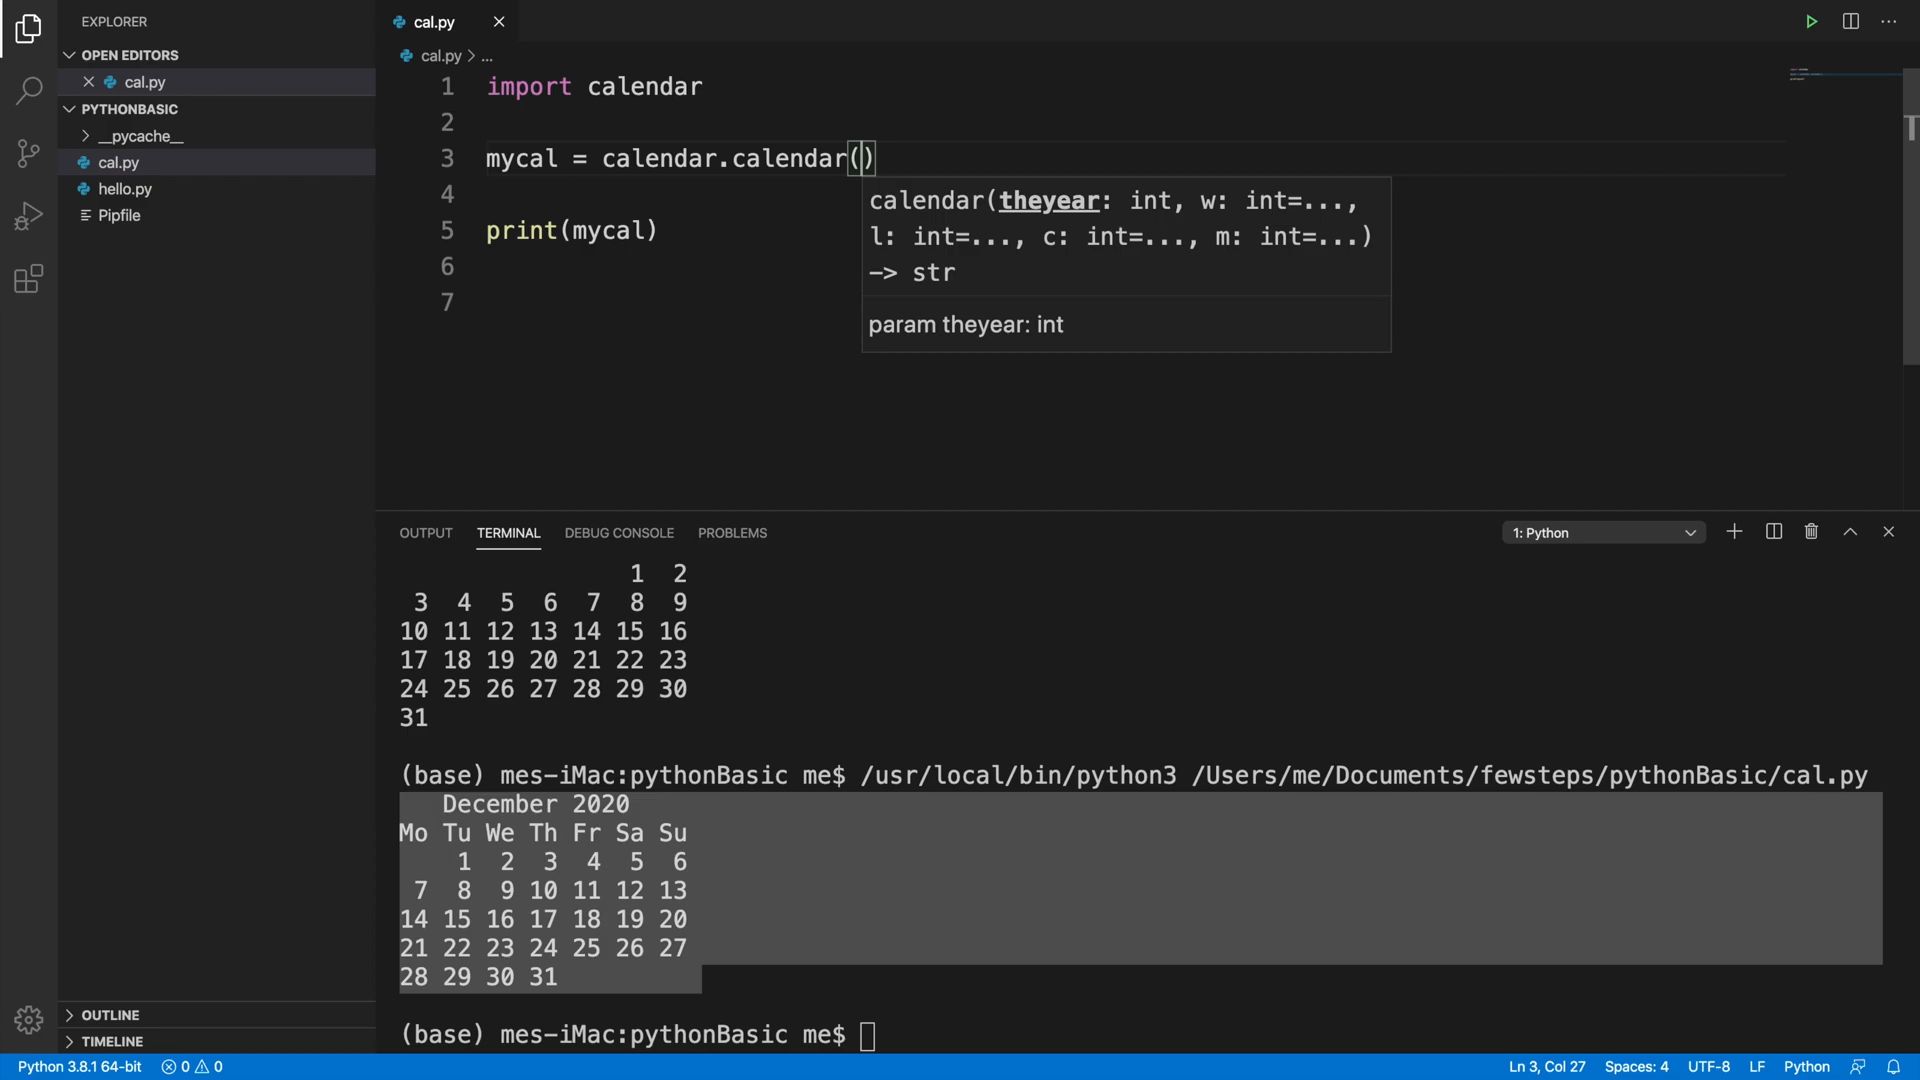 EXPLORER
OPEN EDITORS
cal.py
PYTHONBASIC
__pycache__
cal.py
hello.py
Pipfile
OUTLINE
TIMELINE
cal.py
cal.py > ...
1 import calendar
2
3 mycal = calendar.calendar()
4
5 print(mycal)
6
7
calendar(theyear: int, w: int=...,
l: int=..., c: int=..., m: int=...)
-> str
param theyear: int
OUTPUT TERMINAL DEBUG CONSOLE PROBLEMS 1: Python
1 2
3 4 5 6 7 8 9
10 11 12 13 14 15 16
17 18 19 20 21 22 23
24 25 26 27 28 29 30
31
(base) mes-iMac:pythonBasic me$ /usr/local/bin/python3 /Users/me/Documents/fewsteps/pythonBasic/cal.py
December 2020
Mo Tu We Th Fr Sa Su
1 2 3 4 5 6
7 8 9 10 11 12 13
14 15 16 17 18 19 20
21 22 23 24 25 26 27
28 29 30 31
(base) mes-iMac:pythonBasic me$
Python 3.8.1 64-bit 0 0 Ln 3, Col 27 Spaces: 4 UTF-8 LF Python